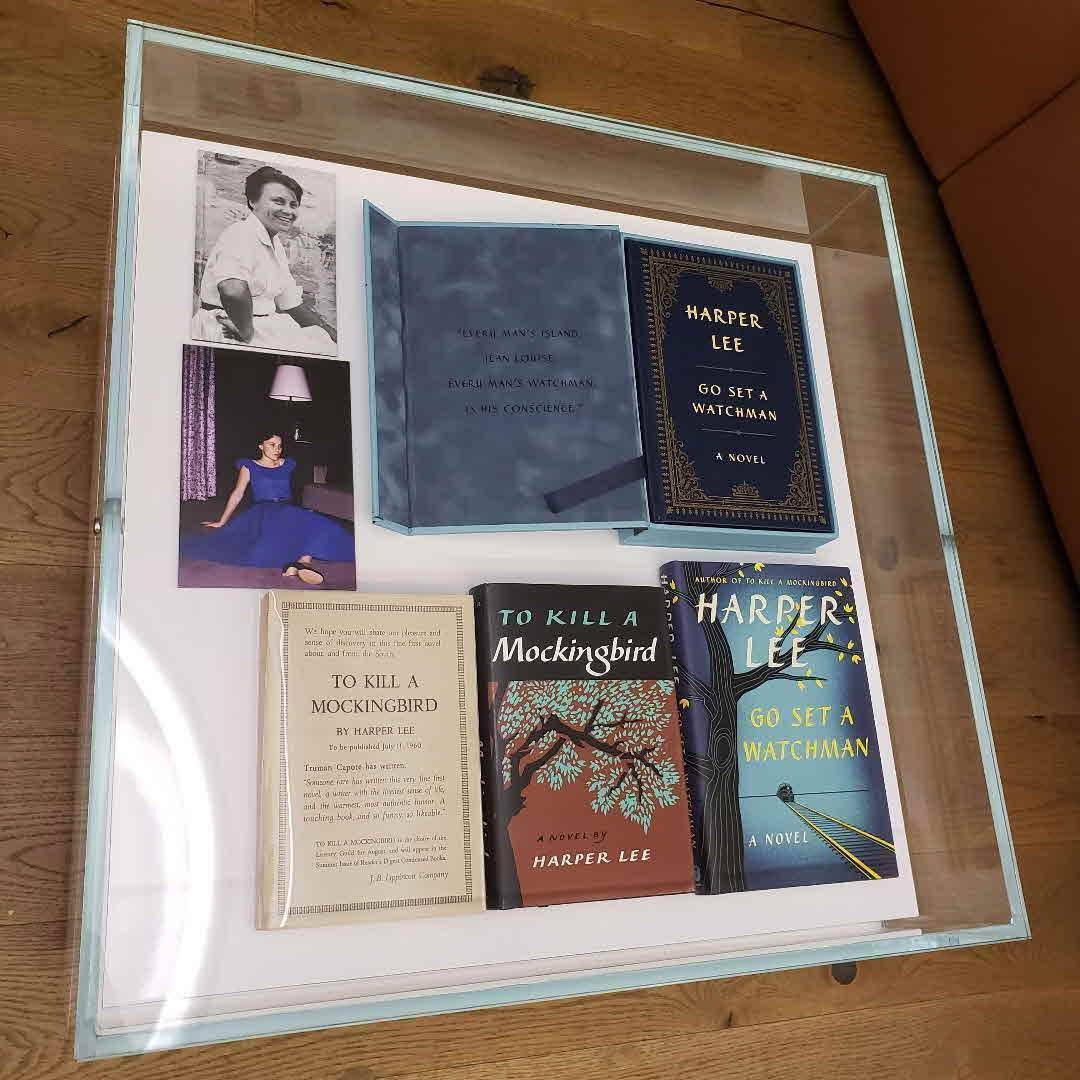 "EVERY MAN'S ISLAND,
JEAN LOUISE,
EVERY MAN'S WATCHMAN,
IS HIS CONSCIENCE."
HARPER
LEE
GO SET A
WATCHMAN
A NOVEL
We hope you will share our pleasure and
sense of discovery in this fine first novel
about and from the South.
TO KILL A
MOCKINGBIRD
BY HARPER LEE
To be published July 11, 1960
Truman Capote has written:
"Someone rare has written this very fine first
novel, a writer with the liveliest sense of life,
and the warmest, most authentic humor. A
touching book, and so funny, so likeable."
TO KILL A MOCKINGBIRD is the choice of the
Literary Guild for August and will appear in the
Summer Issue of Reader's Digest Condensed Books.
J. B. Lippincott Company
TO KILL A
Mockingbird
A NOVEL BY
HARPER LEE
HARPER LEE
WATCHMAN
AUTHOR OF TO KILL A MOCKINGBIRD
HARPER
LEE
GO SET A
WATCHMAN
A NOVEL